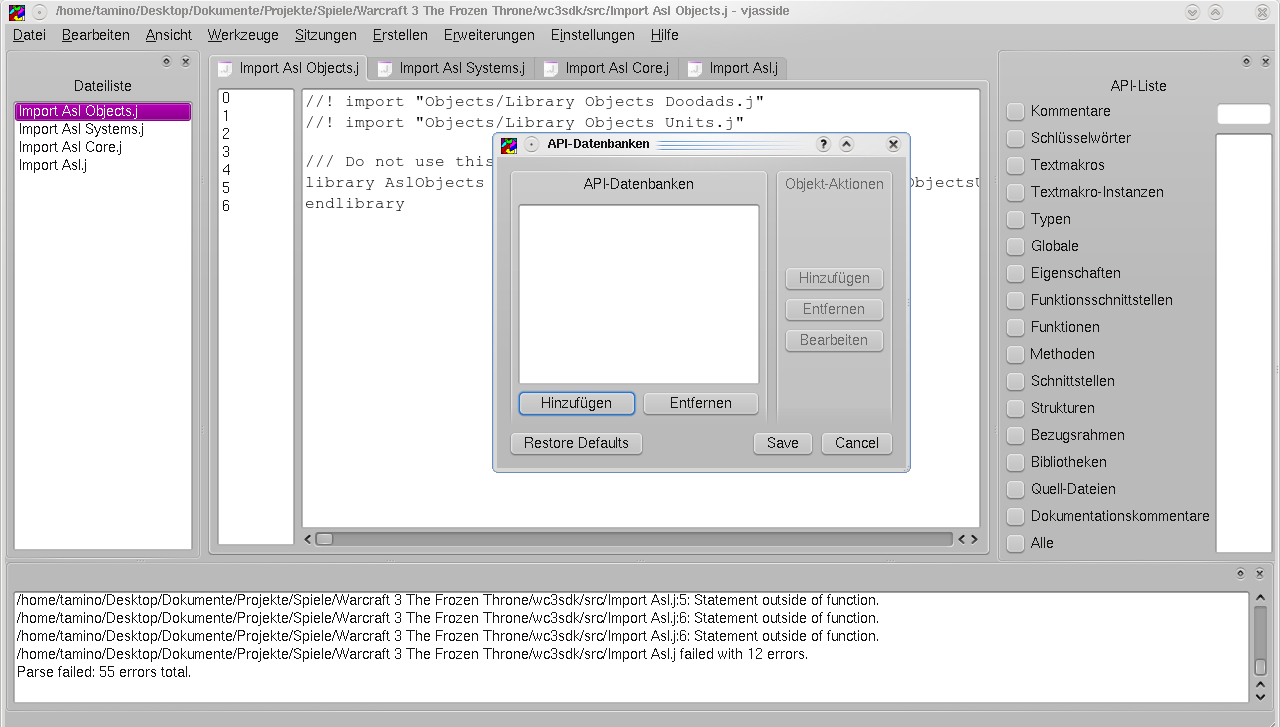 /home/tamino/Desktop/Dokumente/Projekte/Spiele/Warcraft 3 The Frozen Throne/wc3sdk/src/Import Asl Objects.j - vjasside
Datei Bearbeiten Ansicht Werkzeuge Sitzungen Erstellen Erweiterungen Einstellungen Hilfe
Dateiliste
Import Asl Objects.j
Import Asl Systems.j
Import Asl Core.j
Import Asl.j
Import Asl Objects.j Import Asl Systems.j Import Asl Core.j Import Asl.j
0
1
2
3
4
5
6
//! import "Objects/Library Objects Doodads.j"
//! import "Objects/Library Objects Units.j"
/// Do not use this
library AslObjects
endlibrary
API-Datenbanken
?
API-Datenbanken
Hinzufügen
Entfernen
Objekt-Aktionen
Hinzufügen
Entfernen
Bearbeiten
Restore Defaults
Save
Cancel
API-Liste
Kommentare
Schlüsselwörter
Textmakros
Textmakro-Instanzen
Typen
Globale
Eigenschaften
Funktionsschnittstellen
Funktionen
Methoden
Schnittstellen
Strukturen
Bezugsrahmen
Bibliotheken
Quell-Dateien
Dokumentationskommentare
Alle
/home/tamino/Desktop/Dokumente/Projekte/Spiele/Warcraft 3 The Frozen Throne/wc3sdk/src/Import Asl.j:5: Statement outside of function.
/home/tamino/Desktop/Dokumente/Projekte/Spiele/Warcraft 3 The Frozen Throne/wc3sdk/src/Import Asl.j:6: Statement outside of function.
/home/tamino/Desktop/Dokumente/Projekte/Spiele/Warcraft 3 The Frozen Throne/wc3sdk/src/Import Asl.j:6: Statement outside of function.
/home/tamino/Desktop/Dokumente/Projekte/Spiele/Warcraft 3 The Frozen Throne/wc3sdk/src/Import Asl.j failed with 12 errors.
Parse failed: 55 errors total.